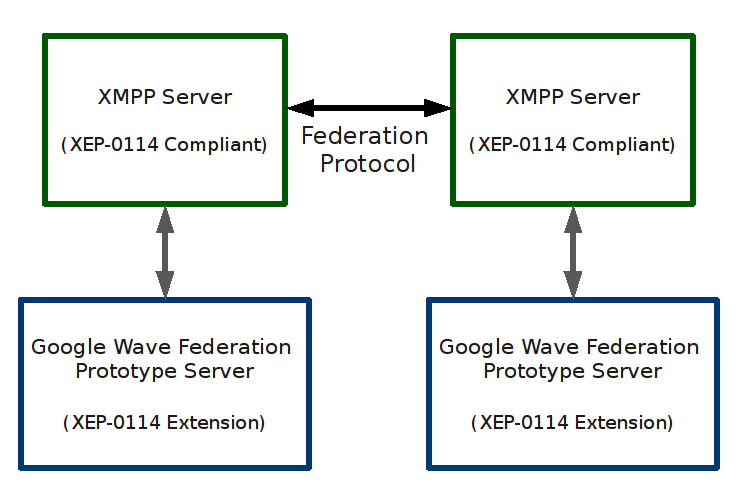 XMPP Server
(XEP-0114 Compliant)
Federation
Protocol
XMPP Server
(XEP-0114 Compliant)
Google Wave Federation
Prototype Server
(XEP-0114 Extension)
Google Wave Federation
Prototype Server
(XEP-0114 Extension)